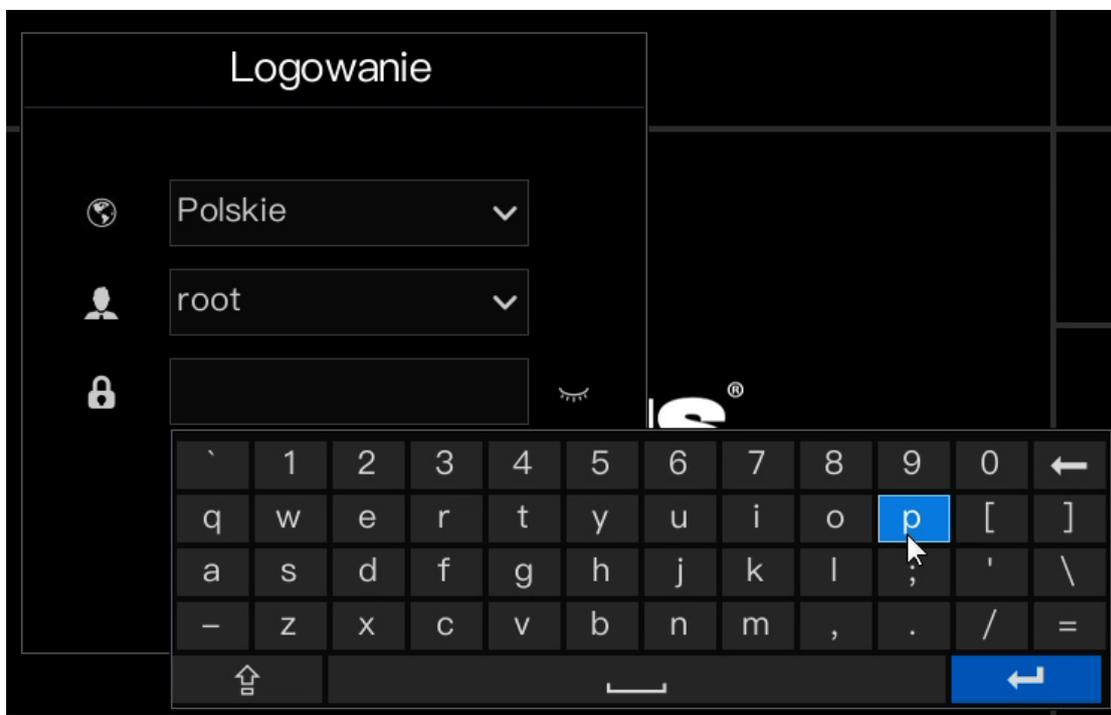 Logowanie
Polskie
root
®
` 1 2 3 4 5 6 7 8 9 0
q w e r t y u i o p [ ]
a s d f g h j k l ; ' \
– z x c v b n m , . / =